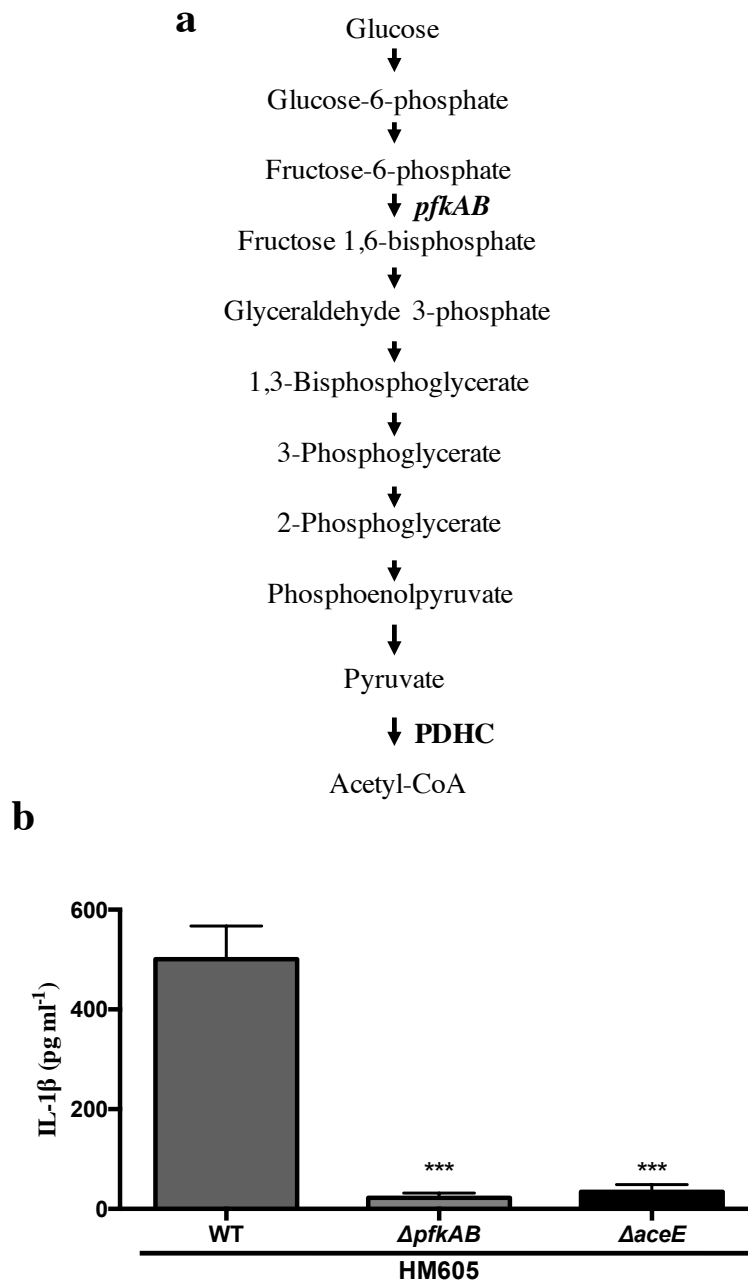 a
Glucose
Glucose-6-phosphate
Fructose-6-phosphate
pfkAB
Fructose 1,6-bisphosphate
Glyceraldehyde 3-phosphate
1,3-Bisphosphoglycerate
3-Phosphoglycerate
2-Phosphoglycerate
Phosphoenolpyruvate
Pyruvate
PDHC
Acetyl-CoA
b
IL-1β (pg ml⁻¹)
600
400
200
0
*** ***
WT ΔpfkAB ΔaceE
HM605